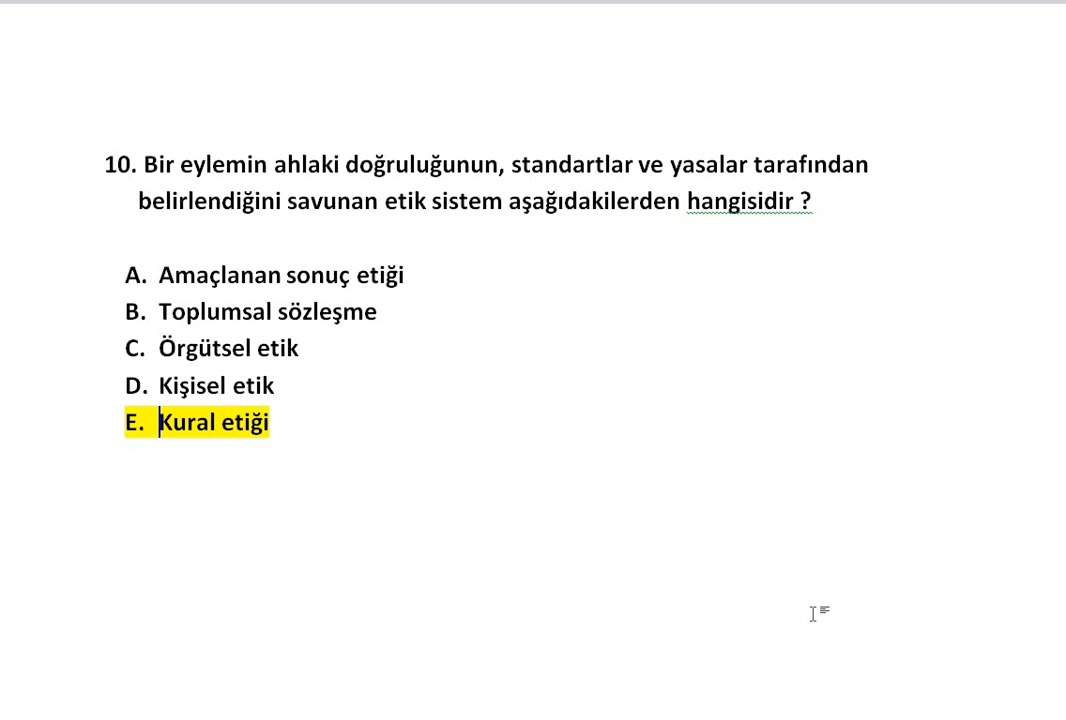 10. Bir eylemin ahlaki doğruluğunun, standartlar ve yasalar tarafından
belirlendiğini savunan etik sistem aşağıdakilerden hangisidir ?
A. Amaçlanan sonuç etiği
B. Toplumsal sözleşme
C. Örgütsel etik
D. Kişisel etik
E. Kural etiği